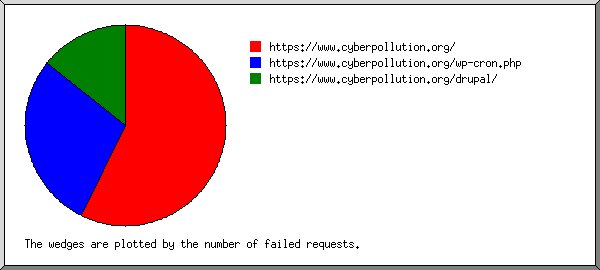 https://www.cyberpollution.org/
https://www.cyberpollution.org/wp-cron.php
https://www.cyberpollution.org/drupal/
The wedges are plotted by the number of failed requests.